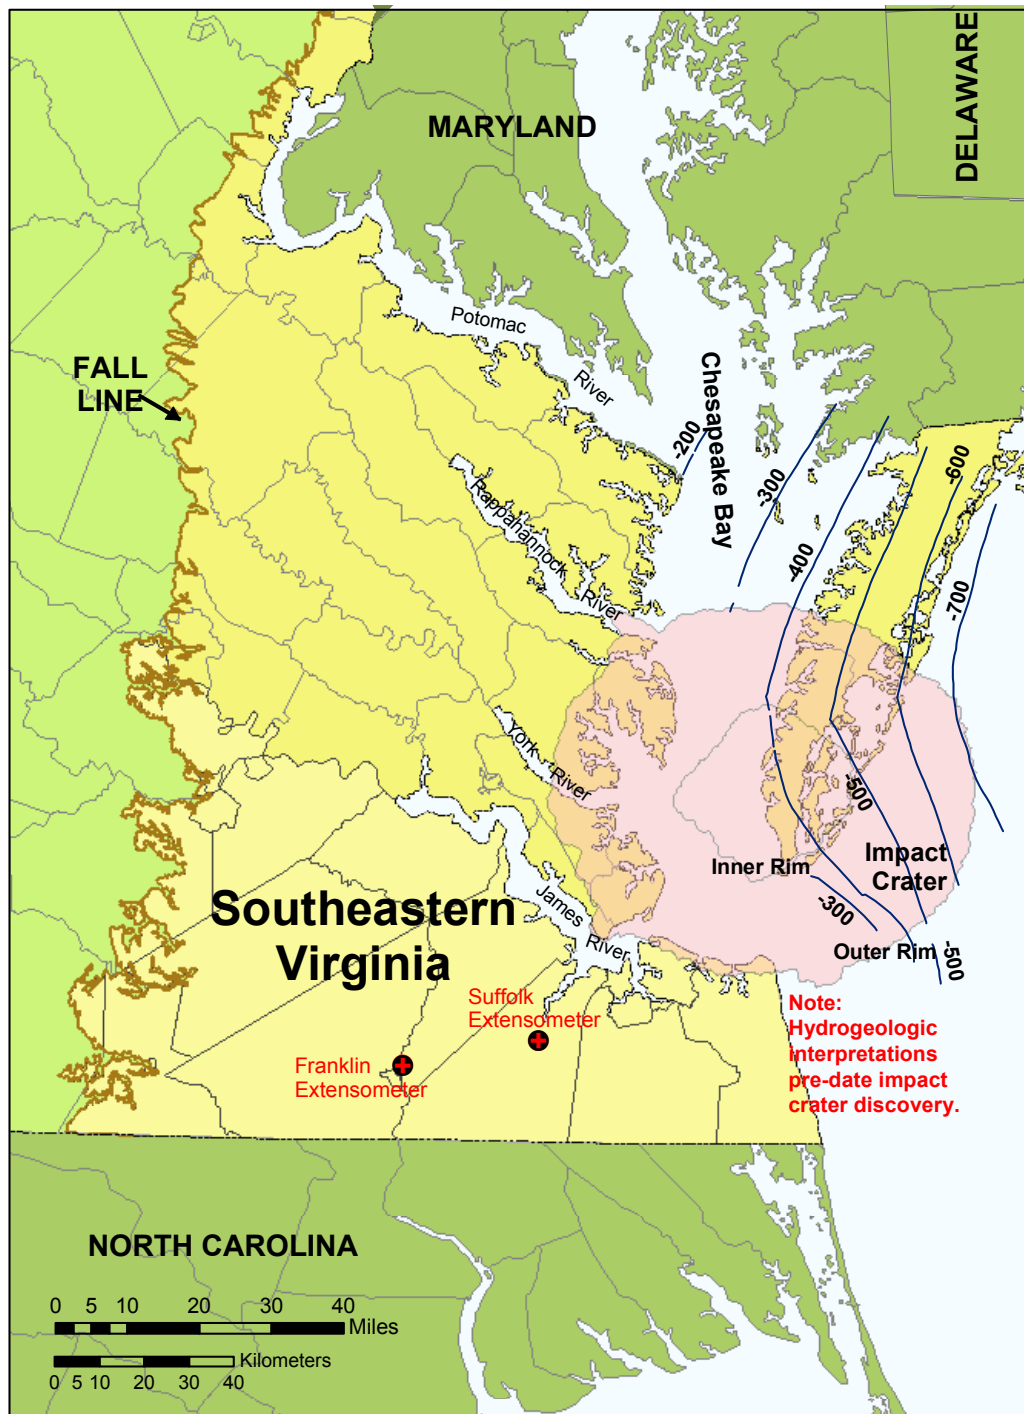 DELAWARE
MARYLAND
Potomac
River
FALL
LINE
Chesapeake Bay
-200
-300
-400
-600
-700
Rappahannock
River
York
River
-500
Impact
Crater
Inner Rim
-300
Outer Rim
-500
Southeastern
Virginia
James
River
Suffolk
Extensometer
Franklin
Extensometer
Note:
Hydrogeologic
interpretations
pre-date impact
crater discovery.
NORTH CAROLINA
0 5 10 20 30 40
Miles
Kilometers
0 5 10 20 30 40